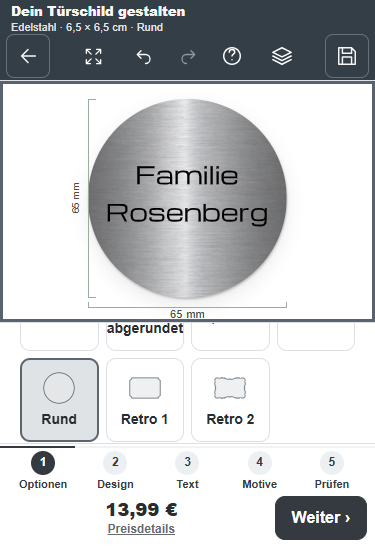 Dein Türschild gestalten
Edelstahl · 6,5 × 6,5 cm · Rund
Familie
Rosenberg
65 mm
65 mm
abgerundet
Rund
Retro 1
Retro 2
1
2
3
4
5
Optionen
Design
Text
Motive
Prüfen
13,99 €
Preisdetails
Weiter ›